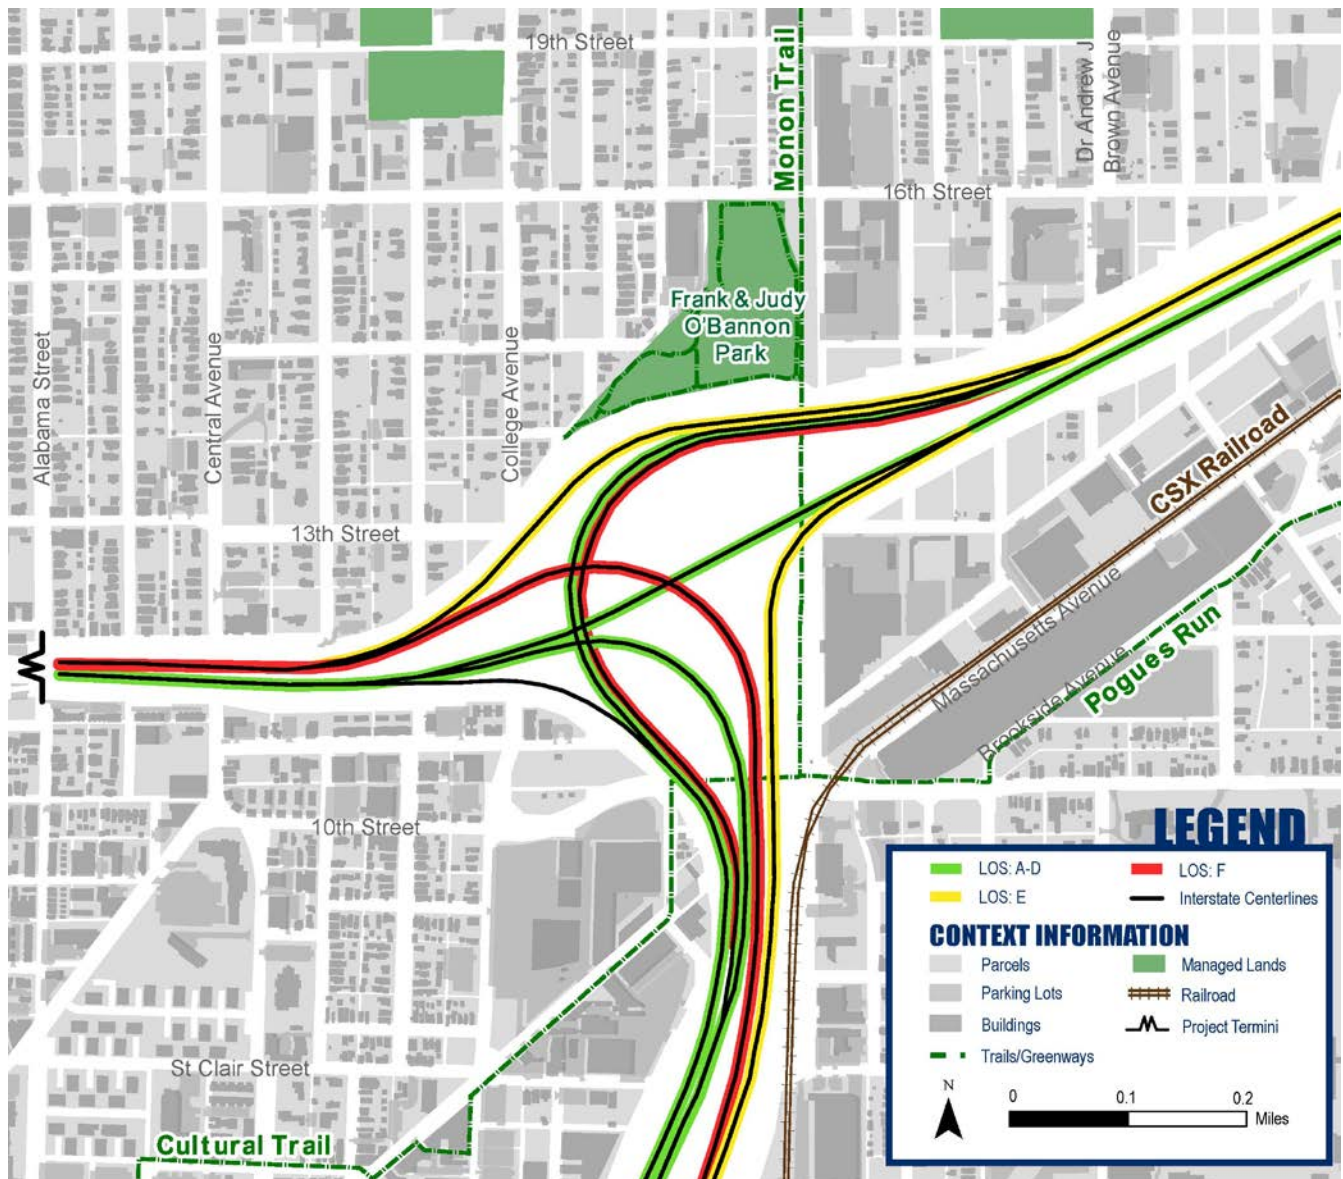 19th Street
Monon Trail
Dr Andrew J
Brown Avenue
16th Street
Frank & Judy
O'Bannon
Park
Alabama Street
Central Avenue
College Avenue
13th Street
CSX Railroad
Massachusetts Avenue
Brookside Avenue
Pogues Run
10th Street
St Clair Street
Cultural Trail
LEGEND
LOS: A-D
LOS: F
LOS: E
Interstate Centerlines
CONTEXT INFORMATION
Parcels
Managed Lands
Parking Lots
Railroad
Buildings
Project Termini
Trails/Greenways
N
0 0.1 0.2
Miles